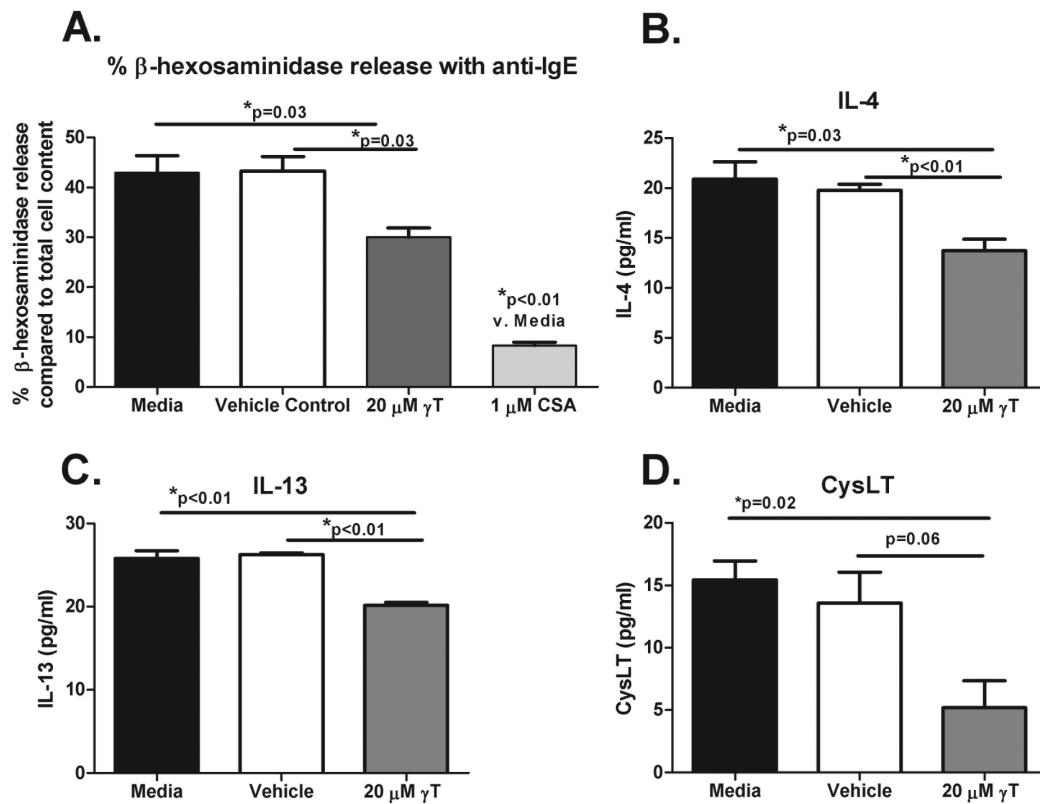 A.
% β-hexosaminidase release with anti-IgE
% β-hexosaminidase release
compared to total cell content
50
40
30
20
10
0
*p=0.03
*p=0.03
*p<0.01
v. Media
Media
Vehicle Control
20 μM γT
1 μM CSA
B.
IL-4
IL-4 (pg/ml)
25
20
15
10
5
0
*p=0.03
*p<0.01
Media
Vehicle
20 μM γT
C.
IL-13
IL-13 (pg/ml)
30
20
10
0
*p<0.01
*p<0.01
Media
Vehicle
20 μM γT
D.
CysLT
CysLT (pg/ml)
20
15
10
5
0
*p=0.02
p=0.06
Media
Vehicle
20 μM γT